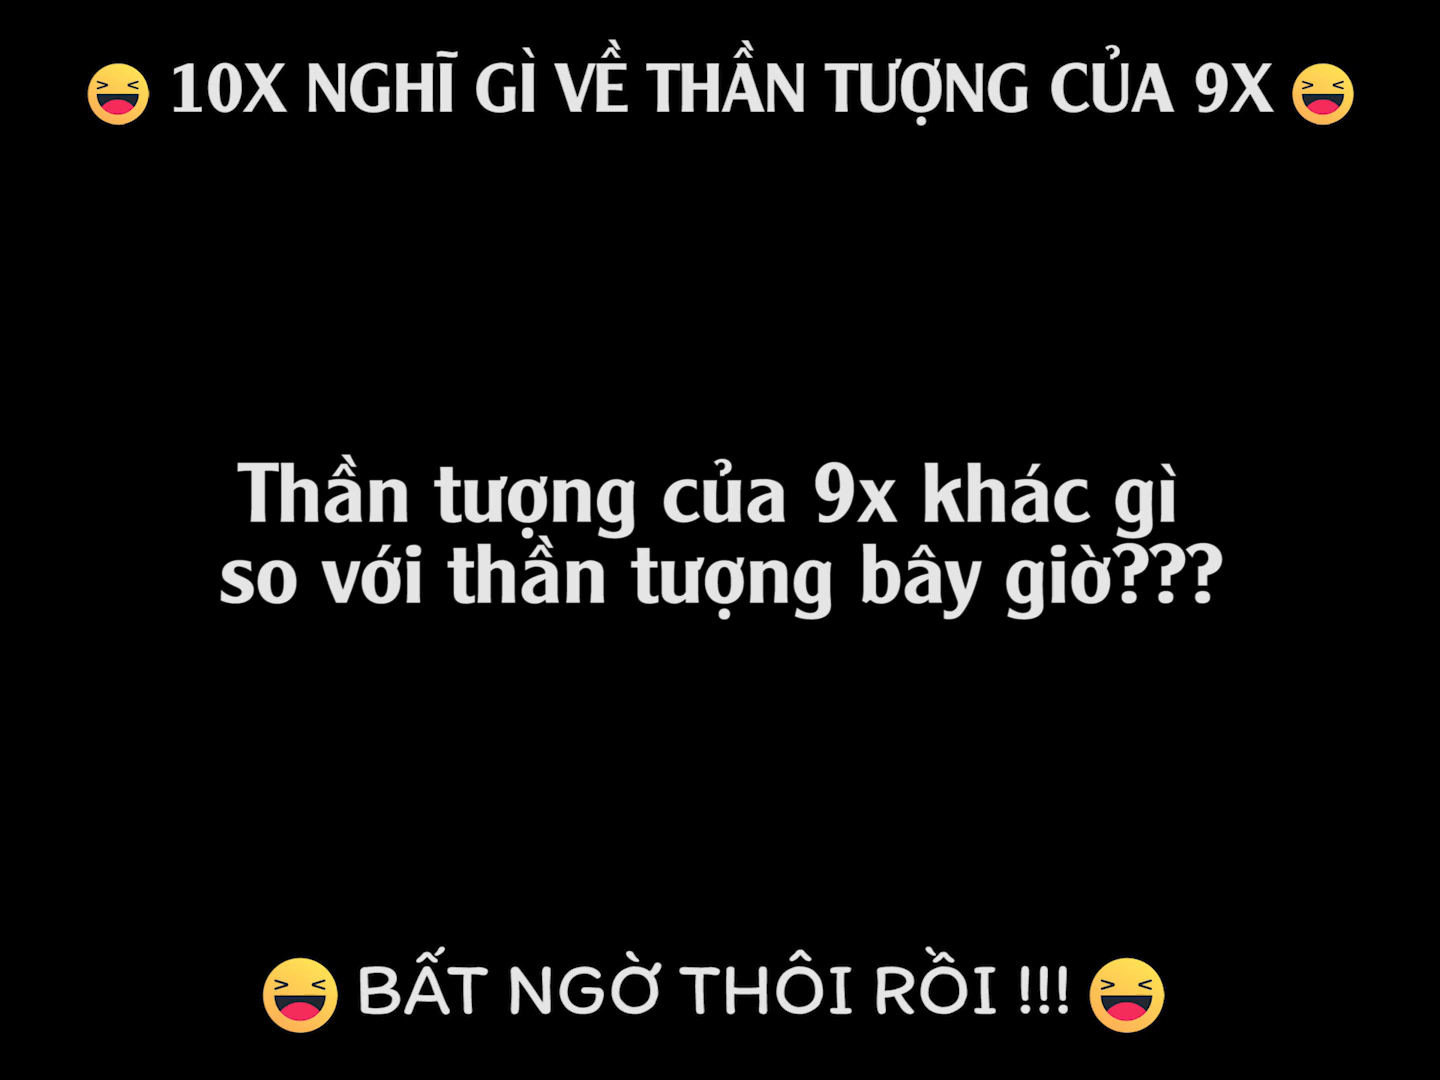 😆 10X NGHĨ GÌ VỀ THẦN TƯỢNG CỦA 9X 😆
Thần tượng của 9x khác gì
so với thần tượng bây giờ???
😆 BẤT NGỜ THÔI RỒI !!! 😆